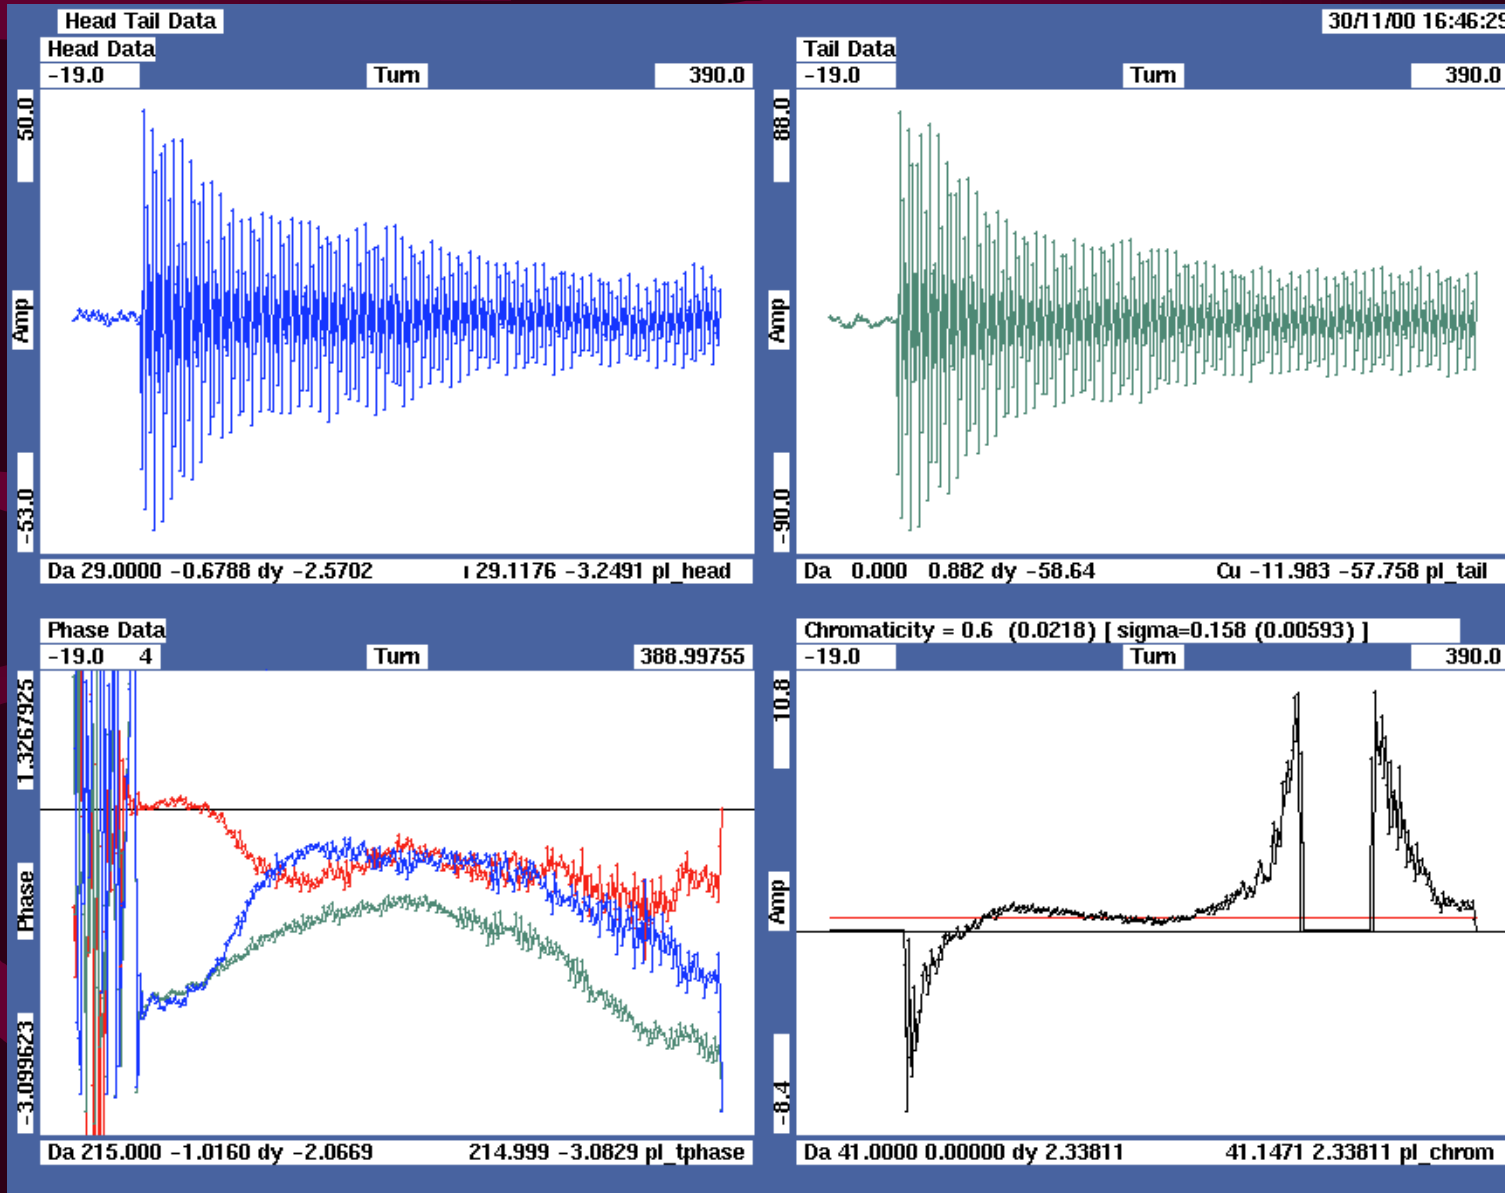 Head Tail Data
30/11/00 16:46:29
Head Data
-19.0 Turn 390.0
50.0
Amp
-53.0
Da 29.0000 -0.6788 dy -2.5702 29.1176 -3.2491 pl_head
Tail Data
-19.0 Turn 390.0
88.0
Amp
-90.0
Da 0.000 0.882 dy -58.64 Cu -11.983 -57.758 pl_tail
Phase Data
-19.0 4 Turn 388.99755
1.3267925
Phase
-3.099623
Da 215.000 -1.0160 dy -2.0669 214.999 -3.0829 pl_tphase
Chromaticity = 0.6 (0.0218) [ sigma=0.158 (0.00593) ]
-19.0 Turn 390.0
10.8
Amp
-8.4
Da 41.0000 0.00000 dy 2.33811 41.1471 2.33811 pl_chrom